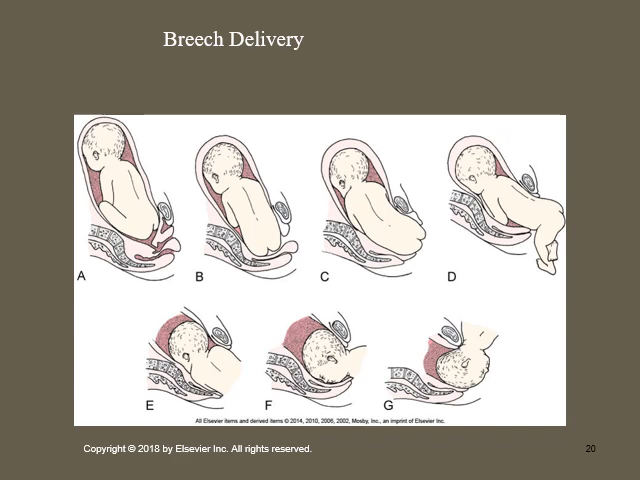 Breech Delivery
A
B
C
D
E
F
G
All Elsevier items and derived items © 2014, 2010, 2006, 2002, Mosby, Inc., an imprint of Elsevier Inc.
Copyright © 2018 by Elsevier Inc. All rights reserved.
20